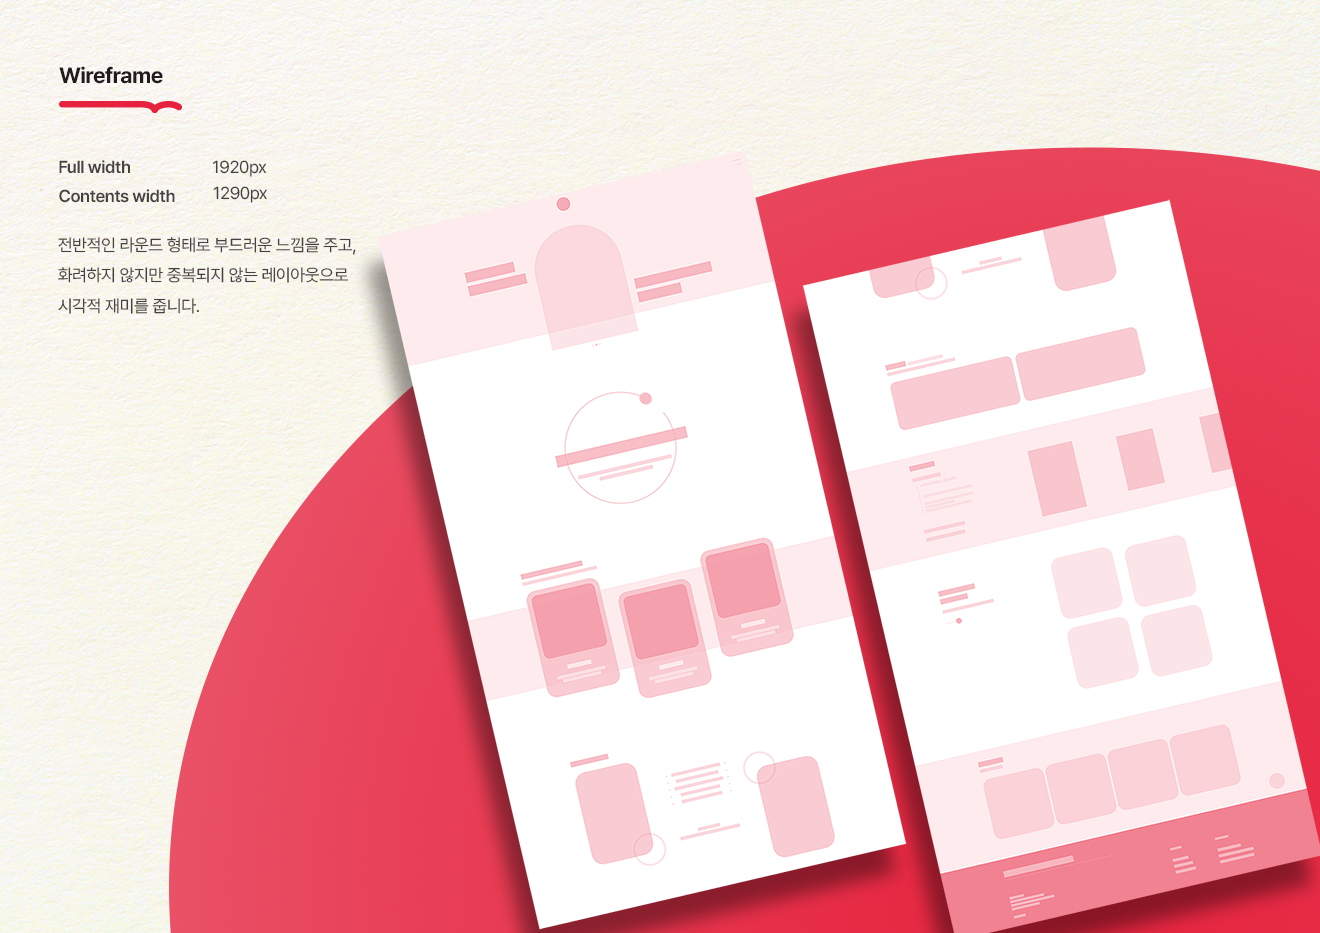 Wireframe
Full width 1920px
Contents width 1290px
전반적인 라운드 형태로 부드러운 느낌을 주고,
화려하지 않지만 중복되지 않는 레이아웃으로
시각적 재미를 줍니다.